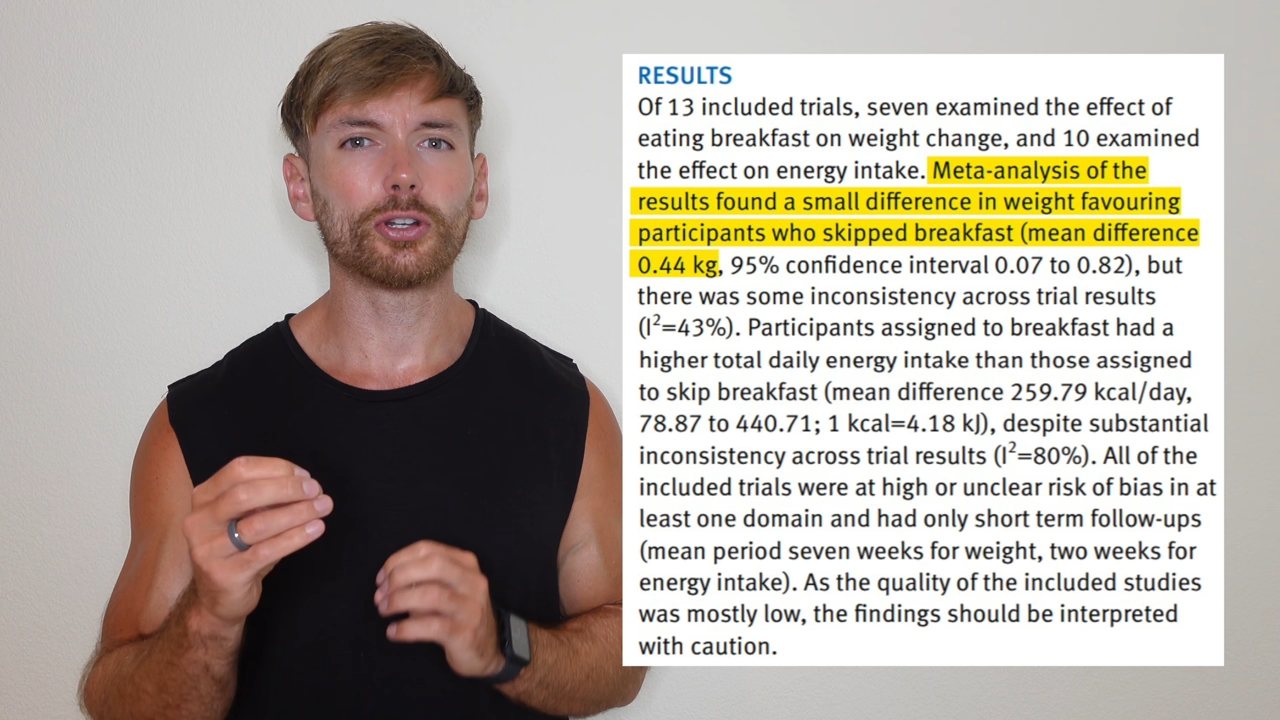 RESULTS
Of 13 included trials, seven examined the effect of
eating breakfast on weight change, and 10 examined
the effect on energy intake. Meta-analysis of the
results found a small difference in weight favouring
participants who skipped breakfast (mean difference
0.44 kg, 95% confidence interval 0.07 to 0.82), but
there was some inconsistency across trial results
(I²=43%). Participants assigned to breakfast had a
higher total daily energy intake than those assigned
to skip breakfast (mean difference 259.79 kcal/day,
78.87 to 440.71; 1 kcal=4.18 kJ), despite substantial
inconsistency across trial results (I²=80%). All of the
included trials were at high or unclear risk of bias in at
least one domain and had only short term follow-ups
(mean period seven weeks for weight, two weeks for
energy intake). As the quality of the included studies
was mostly low, the findings should be interpreted
with caution.